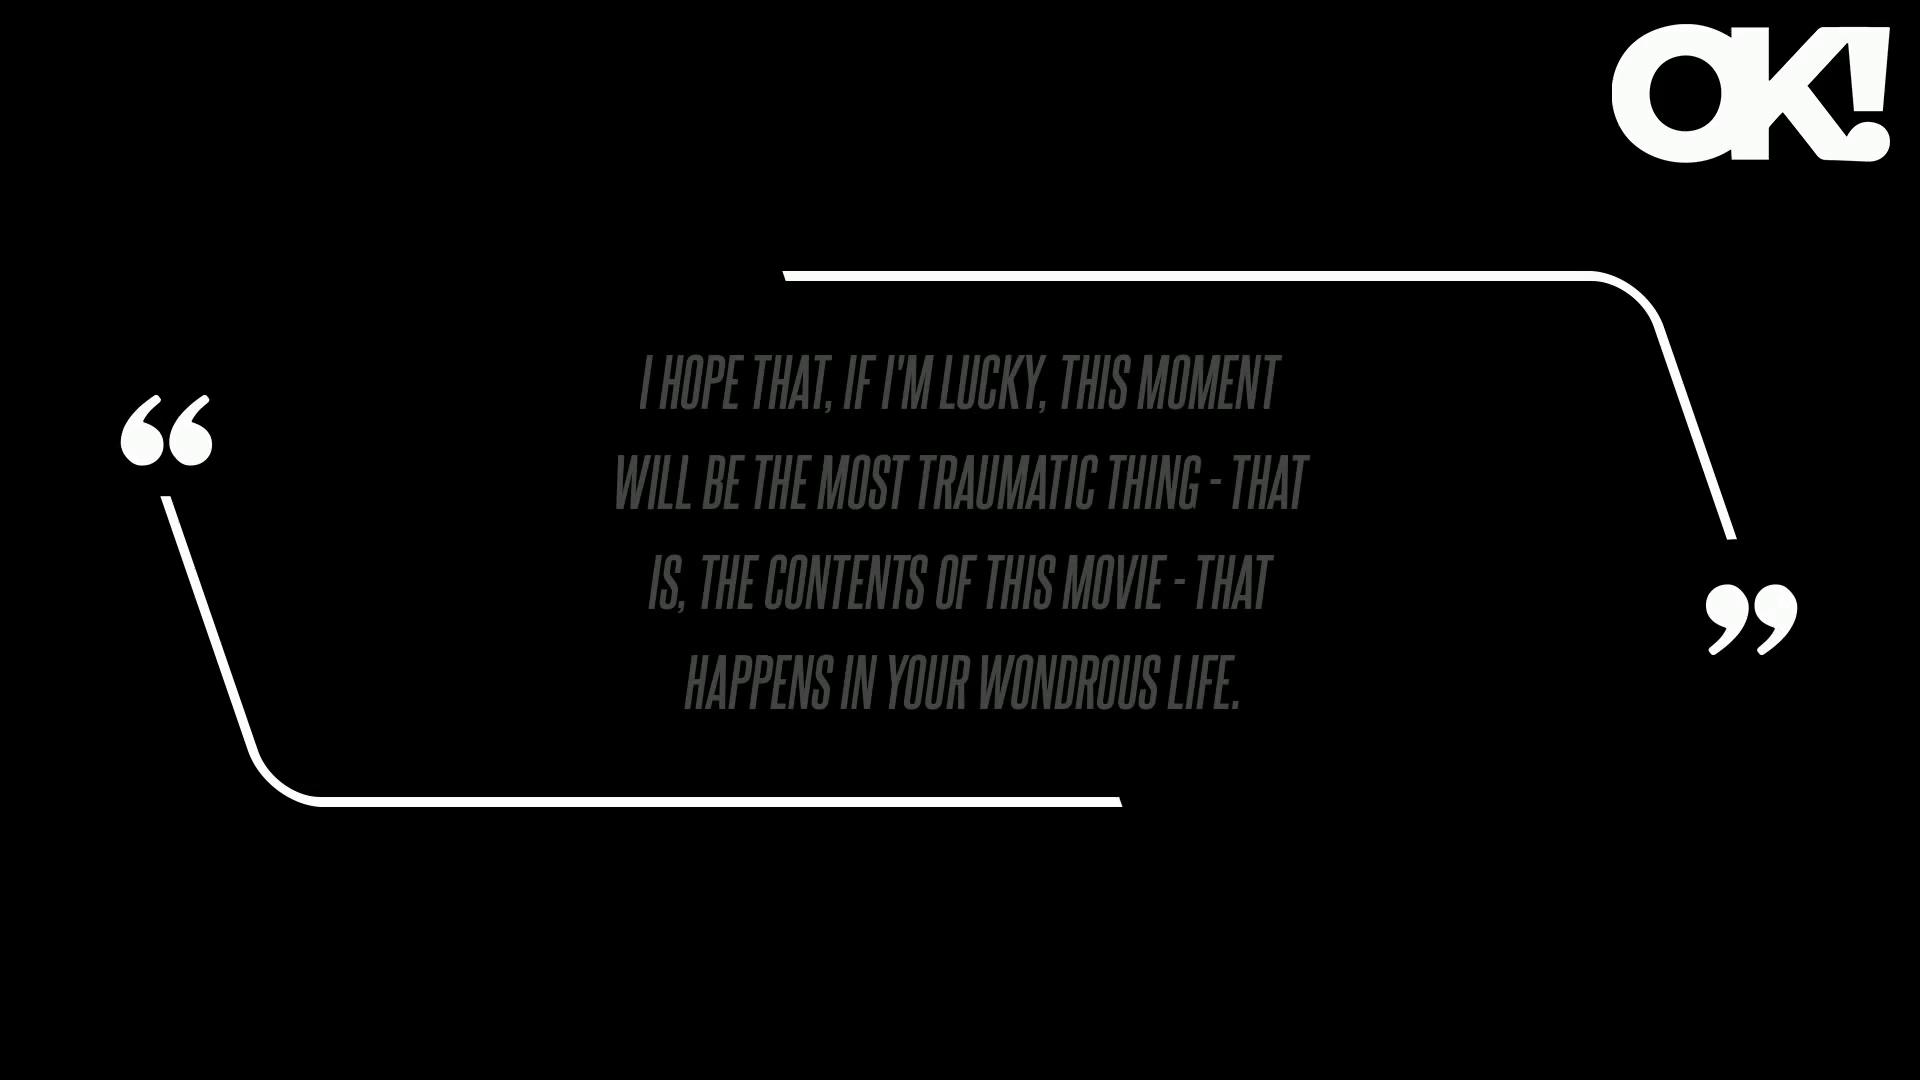 OK!
I HOPE THAT, IF I'M LUCKY, THIS MOMENT
WILL BE THE MOST TRAUMATIC THING - THAT
IS, THE CONTENTS OF THIS MOVIE - THAT
HAPPENS IN YOUR WONDROUS LIFE.